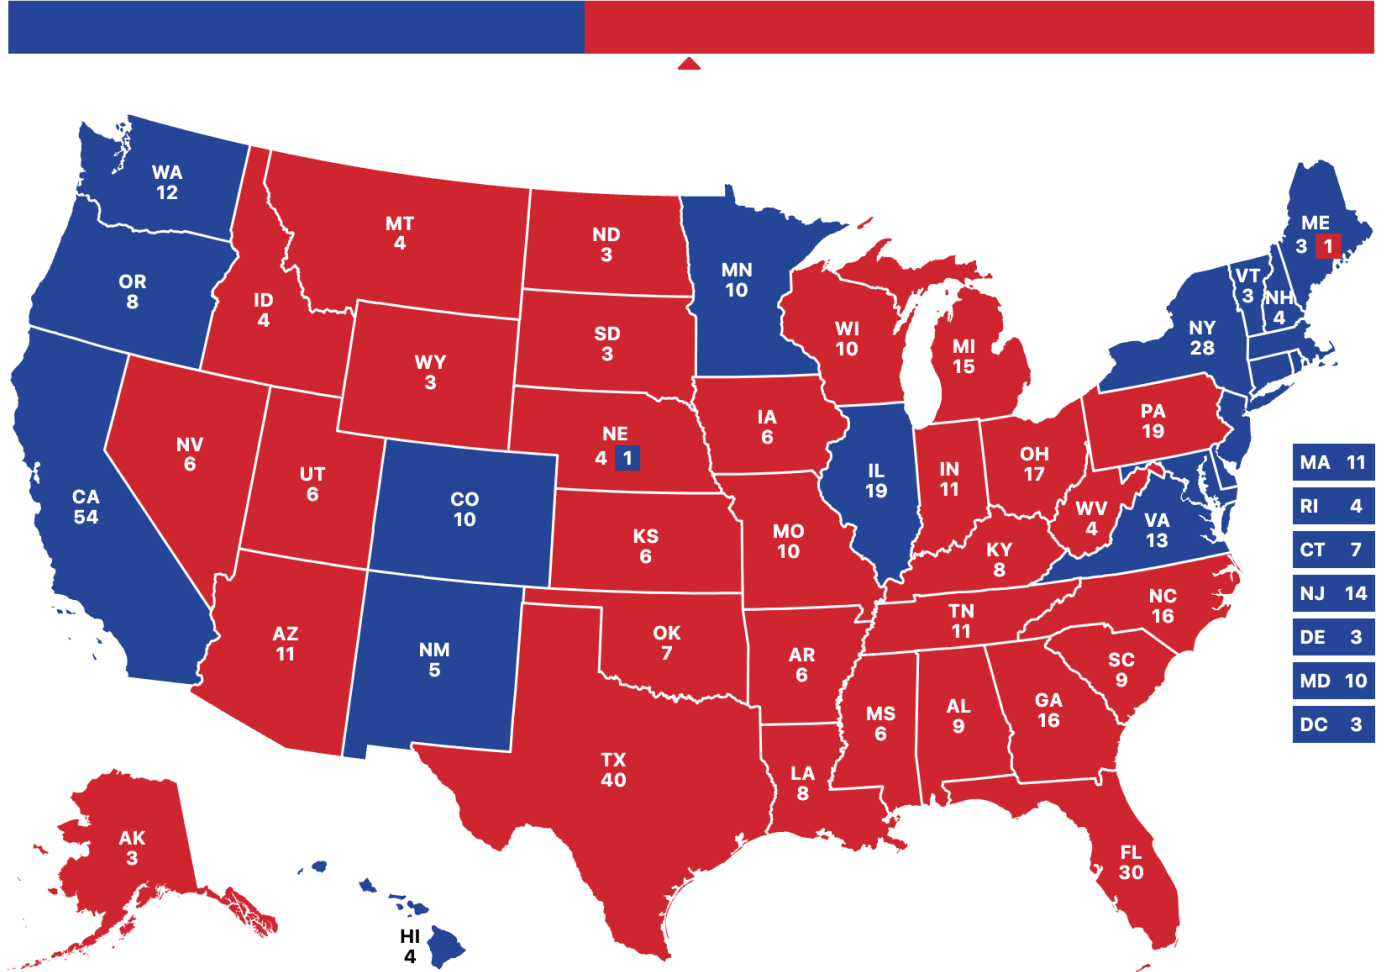 WA
12
OR
8
CA
54
NV
6
ID
4
MT
4
WY
3
UT
6
AZ
11
CO
10
NM
5
ND
3
SD
3
NE
4 1
KS
6
OK
7
TX
40
MN
10
IA
6
MO
10
AR
6
LA
8
WI
10
IL
19
MI
15
IN
11
OH
17
KY
8
TN
11
MS
6
AL
9
GA
16
FL
30
SC
9
NC
16
VA
13
WV
4
PA
19
NY
28
VT
3
NH
4
ME
3 1
MA 11
RI 4
CT 7
NJ 14
DE 3
MD 10
DC 3
AK
3
HI
4